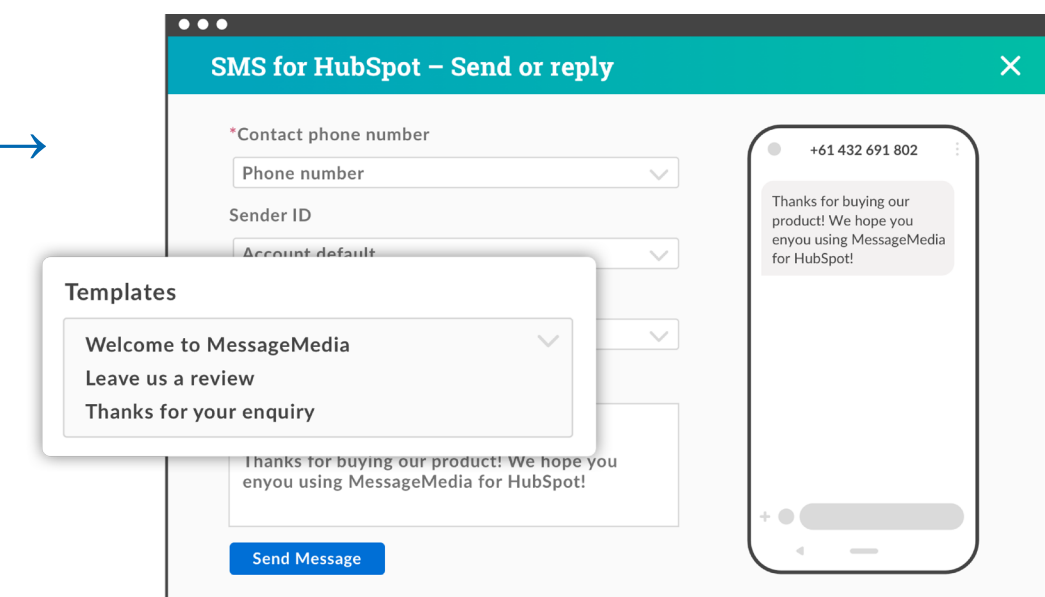 SMS for HubSpot – Send or reply
*Contact phone number
Phone number
Sender ID
Account default
Templates
Welcome to MessageMedia
Leave us a review
Thanks for your enquiry
Thanks for buying our product! We hope you
enyou using MessageMedia for HubSpot!
Send Message
+61 432 691 802
Thanks for buying our
product! We hope you
enyou using MessageMedia
for HubSpot!